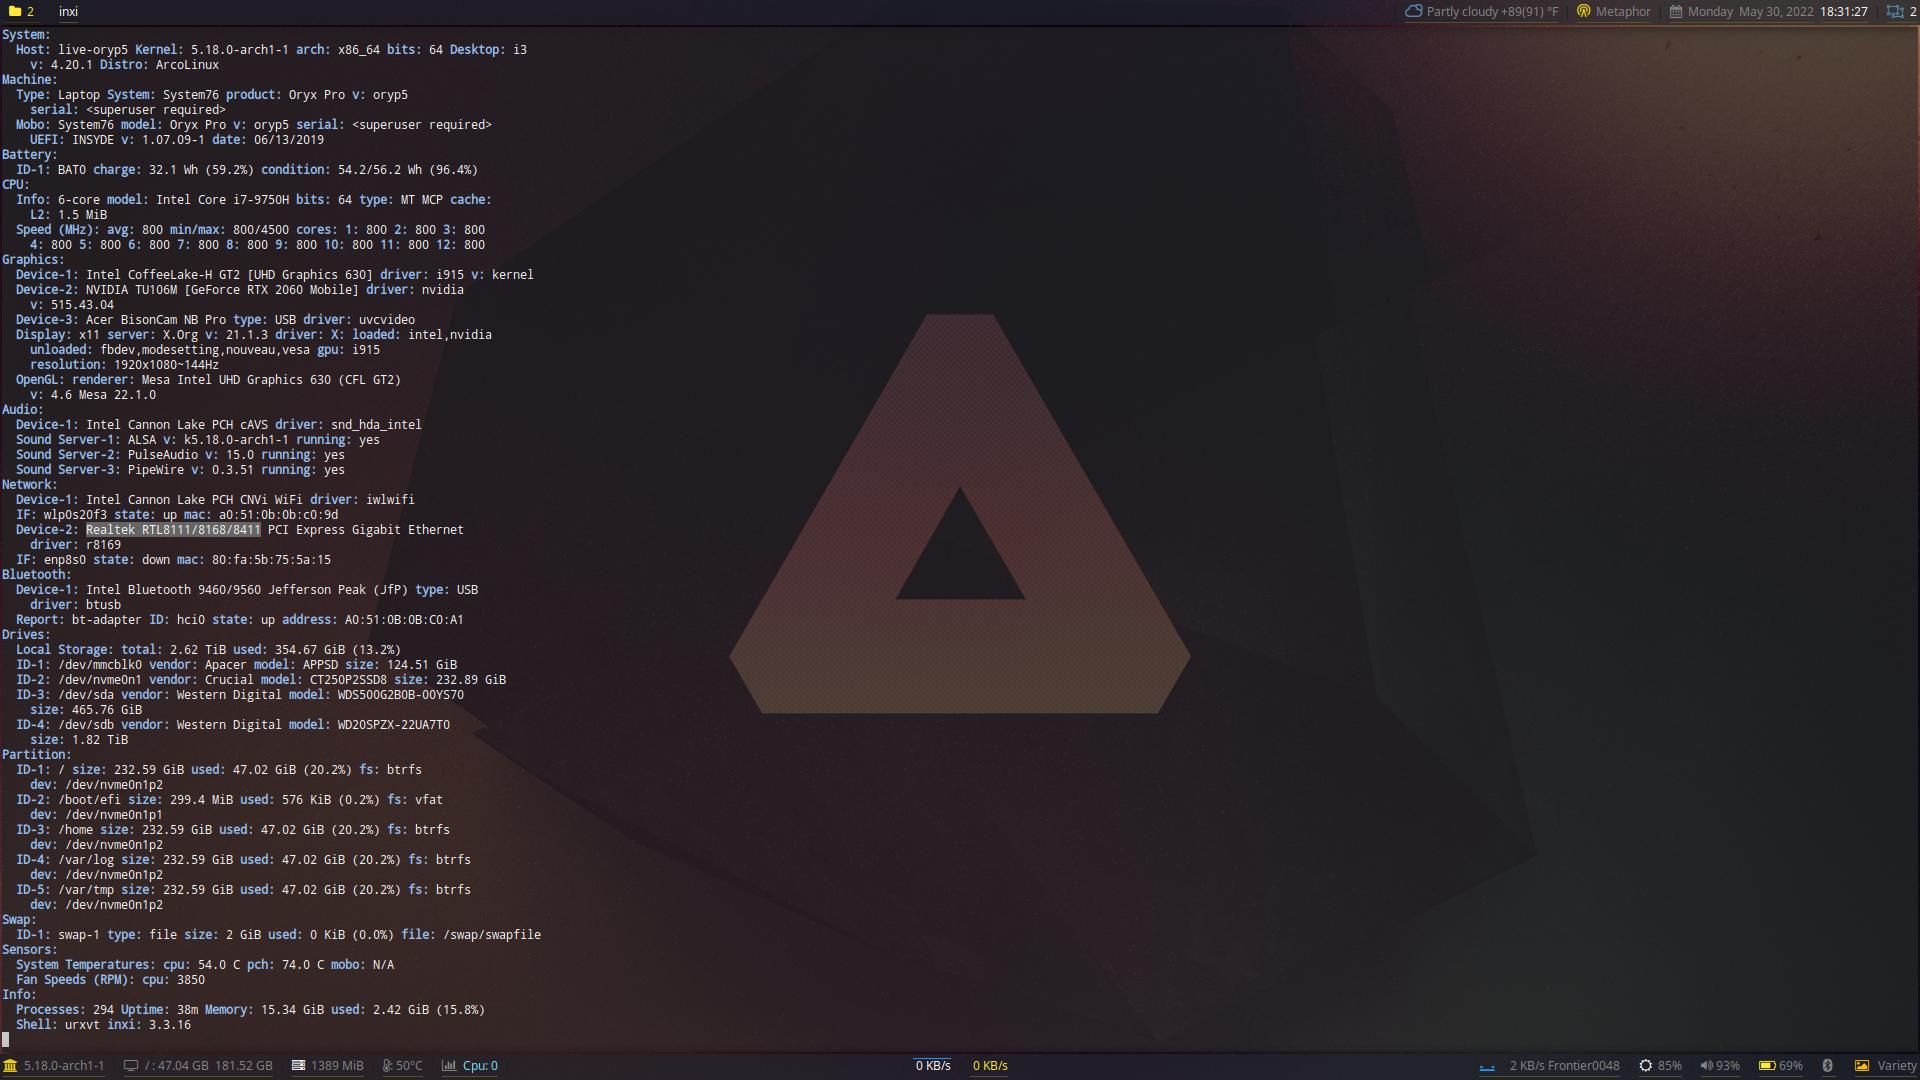 2 inxi Partly cloudy +89(91) °F Metaphor Monday May 30, 2022 18:31:27 2
System:
Host: live-oryp5 Kernel: 5.18.0-arch1-1 arch: x86_64 bits: 64 Desktop: i3
v: 4.20.1 Distro: ArcoLinux
Machine:
Type: Laptop System: System76 product: Oryx Pro v: oryp5
serial: <superuser required>
Mobo: System76 model: Oryx Pro v: oryp5 serial: <superuser required>
UEFI: INSYDE v: 1.07.09-1 date: 06/13/2019
Battery:
ID-1: BAT0 charge: 32.1 Wh (59.2%) condition: 54.2/56.2 Wh (96.4%)
CPU:
Info: 6-core model: Intel Core i7-9750H bits: 64 type: MT MCP cache:
L2: 1.5 MiB
Speed (MHz): avg: 800 min/max: 800/4500 cores: 1: 800 2: 800 3: 800
4: 800 5: 800 6: 800 7: 800 8: 800 9: 800 10: 800 11: 800 12: 800
Graphics:
Device-1: Intel CoffeeLake-H GT2 [UHD Graphics 630] driver: i915 v: kernel
Device-2: NVIDIA TU106M [GeForce RTX 2060 Mobile] driver: nvidia
v: 515.43.04
Device-3: Acer BisonCam NB Pro type: USB driver: uvcvideo
Display: x11 server: X.Org v: 21.1.3 driver: X: loaded: intel,nvidia
unloaded: fbdev,modesetting,nouveau,vesa gpu: i915
resolution: 1920x1080~144Hz
OpenGL: renderer: Mesa Intel UHD Graphics 630 (CFL GT2)
v: 4.6 Mesa 22.1.0
Audio:
Device-1: Intel Cannon Lake PCH cAVS driver: snd_hda_intel
Sound Server-1: ALSA v: k5.18.0-arch1-1 running: yes
Sound Server-2: PulseAudio v: 15.0 running: yes
Sound Server-3: PipeWire v: 0.3.51 running: yes
Network:
Device-1: Intel Cannon Lake PCH CNVi WiFi driver: iwlwifi
IF: wlp0s20f3 state: up mac: a0:51:0b:0b:c0:9d
Device-2: Realtek RTL8111/8168/8411 PCI Express Gigabit Ethernet
driver: r8169
IF: enp8s0 state: down mac: 80:fa:5b:75:5a:15
Bluetooth:
Device-1: Intel Bluetooth 9460/9560 Jefferson Peak (JfP) type: USB
driver: btusb
Report: bt-adapter ID: hci0 state: up address: A0:51:0B:0B:C0:A1
Drives:
Local Storage: total: 2.62 TiB used: 354.67 GiB (13.2%)
ID-1: /dev/mmcblk0 vendor: Apacer model: APPSD size: 124.51 GiB
ID-2: /dev/nvme0n1 vendor: Crucial model: CT250P2SSD8 size: 232.89 GiB
ID-3: /dev/sda vendor: Western Digital model: WDS500G2B0B-00YS70
size: 465.76 GiB
ID-4: /dev/sdb vendor: Western Digital model: WD20SPZX-22UA7T0
size: 1.82 TiB
Partition:
ID-1: / size: 232.59 GiB used: 47.02 GiB (20.2%) fs: btrfs
dev: /dev/nvme0n1p2
ID-2: /boot/efi size: 299.4 MiB used: 576 KiB (0.2%) fs: vfat
dev: /dev/nvme0n1p1
ID-3: /home size: 232.59 GiB used: 47.02 GiB (20.2%) fs: btrfs
dev: /dev/nvme0n1p2
ID-4: /var/log size: 232.59 GiB used: 47.02 GiB (20.2%) fs: btrfs
dev: /dev/nvme0n1p2
ID-5: /var/tmp size: 232.59 GiB used: 47.02 GiB (20.2%) fs: btrfs
dev: /dev/nvme0n1p2
Swap:
ID-1: swap-1 type: file size: 2 GiB used: 0 KiB (0.0%) file: /swap/swapfile
Sensors:
System Temperatures: cpu: 54.0 C pch: 74.0 C mobo: N/A
Fan Speeds (RPM): cpu: 3850
Info:
Processes: 294 Uptime: 38m Memory: 15.34 GiB used: 2.42 GiB (15.8%)
Shell: urxvt inxi: 3.3.16
5.18.0-arch1-1 / : 47.04 GB 181.52 GB 1389 MiB 50°C Cpu: 0 0 KB/s 0 KB/s 2 KB/s Frontier0048 85% 93% 69% Variety